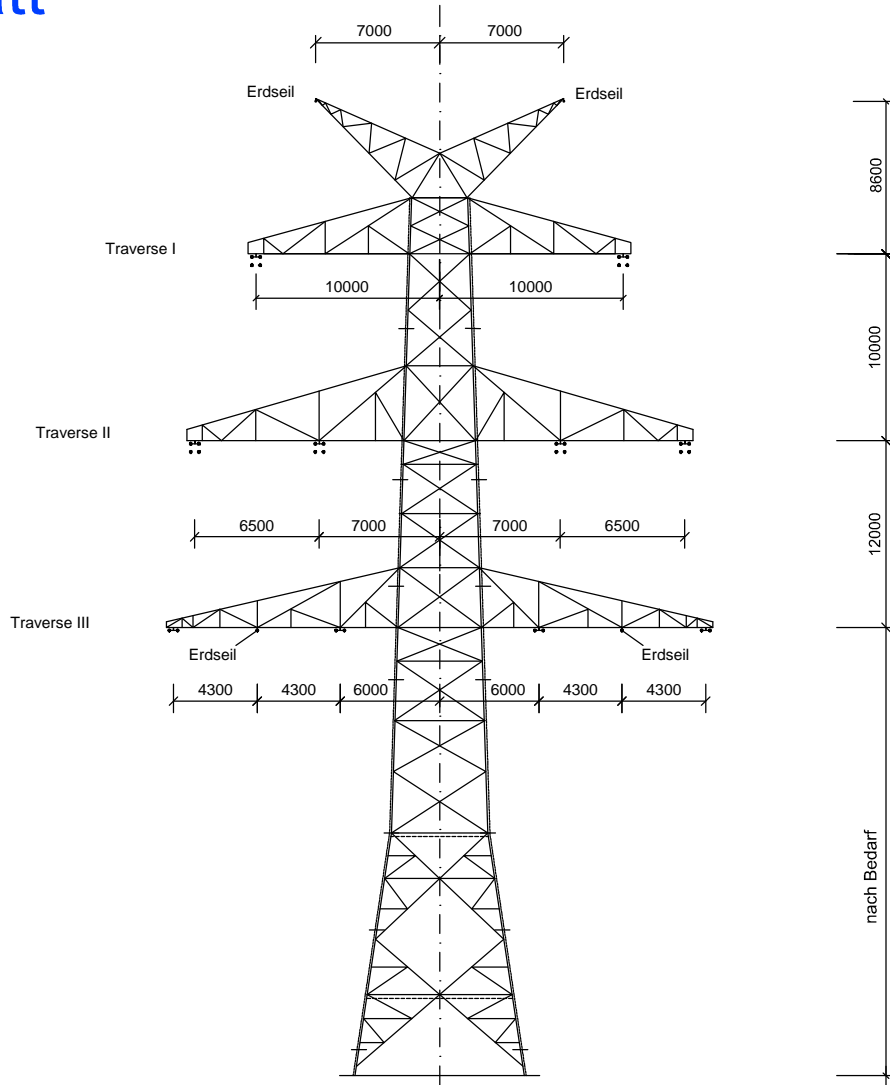 7000 7000
Erdseil Erdseil
8600
Traverse I
10000 10000
10000
Traverse II
12000
6500 7000 7000 6500
Traverse III
Erdseil Erdseil
4300 4300 6000 6000 4300 4300
nach Bedarf